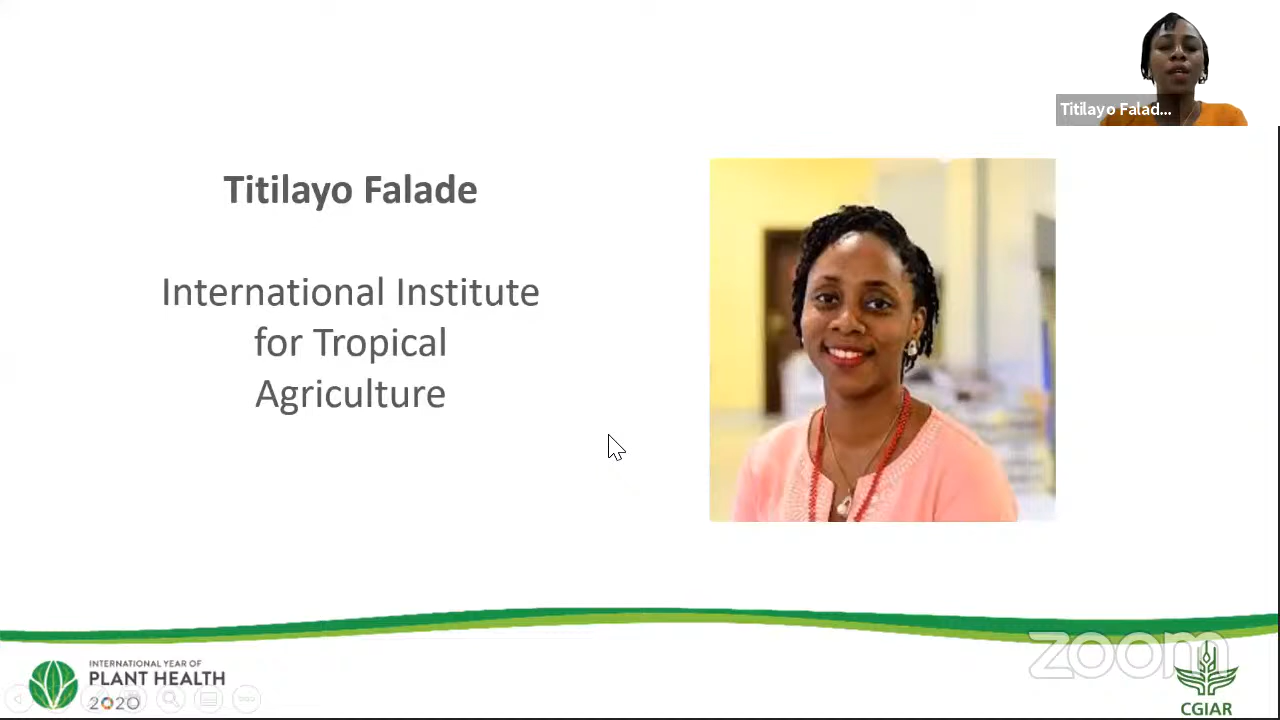 Titilayo Falad...
Titilayo Falade
International Institute
for Tropical
Agriculture
zoom
INTERNATIONAL YEAR OF
PLANT HEALTH
2020
CGIAR